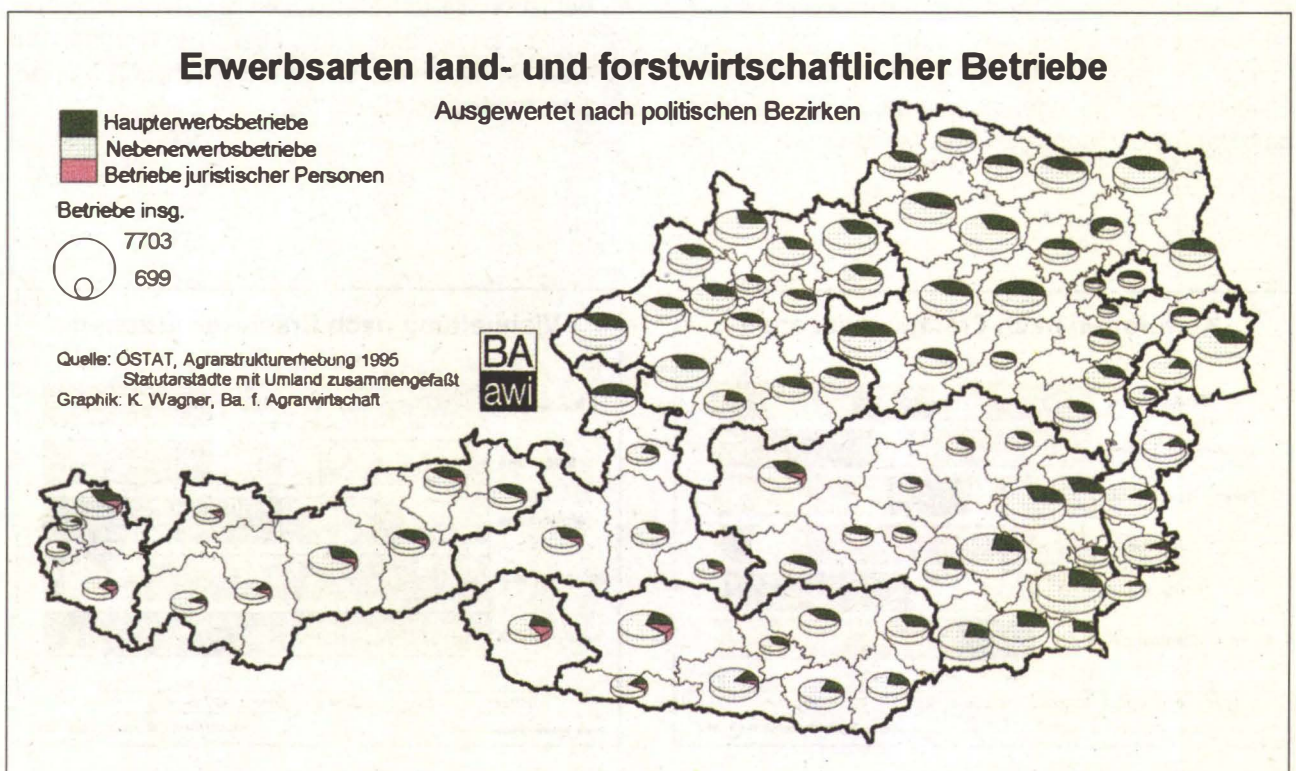 Erwerbsarten land- und forstwirtschaftlicher Betriebe
Ausgewertet nach politischen Bezirken
Haupterwerbsbetriebe
Nebenerwerbsbetriebe
Betriebe juristischer Personen
Betriebe insg.
7703
699
Quelle: ÖSTAT, Agrarstrukturerhebung 1995
Statutarstädte mit Umland zusammengefaßt
Graphik: K. Wagner, Ba. f. Agrarwirtschaft
BA
awi